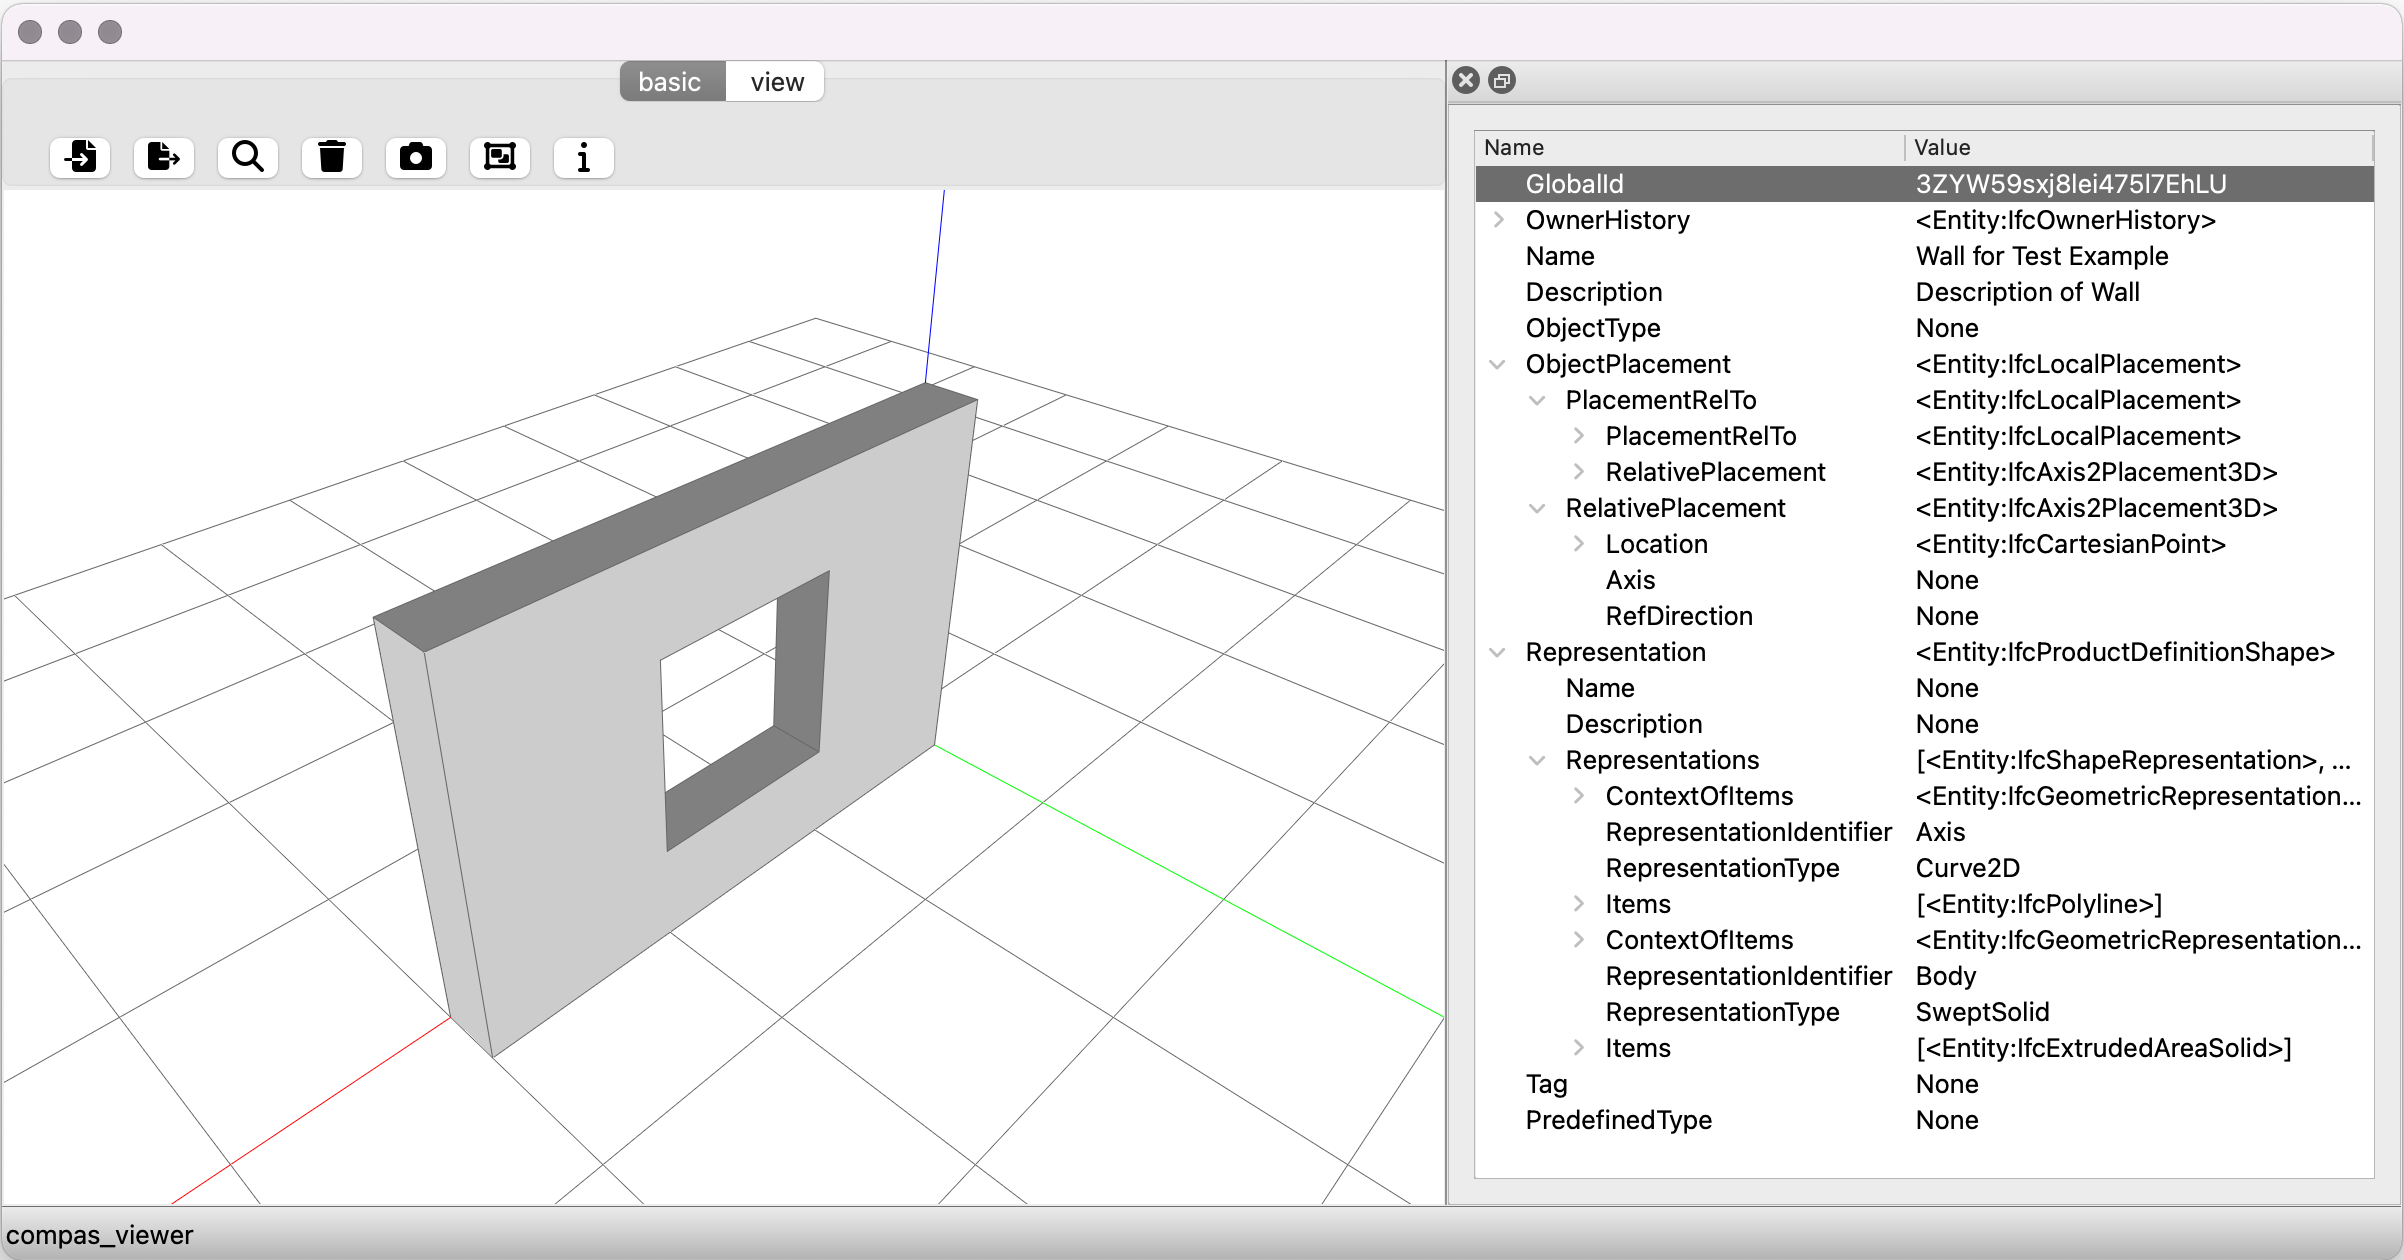 basic view
Name Value
GlobalId 3ZYW59sxj8lei475l7EhLU
OwnerHistory <Entity:IfcOwnerHistory>
Name Wall for Test Example
Description Description of Wall
ObjectType None
ObjectPlacement <Entity:IfcLocalPlacement>
PlacementRelTo <Entity:IfcLocalPlacement>
PlacementRelTo <Entity:IfcLocalPlacement>
RelativePlacement <Entity:IfcAxis2Placement3D>
RelativePlacement <Entity:IfcAxis2Placement3D>
Location <Entity:IfcCartesianPoint>
Axis None
RefDirection None
Representation <Entity:IfcProductDefinitionShape>
Name None
Description None
Representations [<Entity:IfcShapeRepresentation>, ...
ContextOfItems <Entity:IfcGeometricRepresentation...
RepresentationIdentifier Axis
RepresentationType Curve2D
Items [<Entity:IfcPolyline>]
ContextOfItems <Entity:IfcGeometricRepresentation...
RepresentationIdentifier Body
RepresentationType SweptSolid
Items [<Entity:IfcExtrudedAreaSolid>]
Tag None
PredefinedType None
compas_viewer